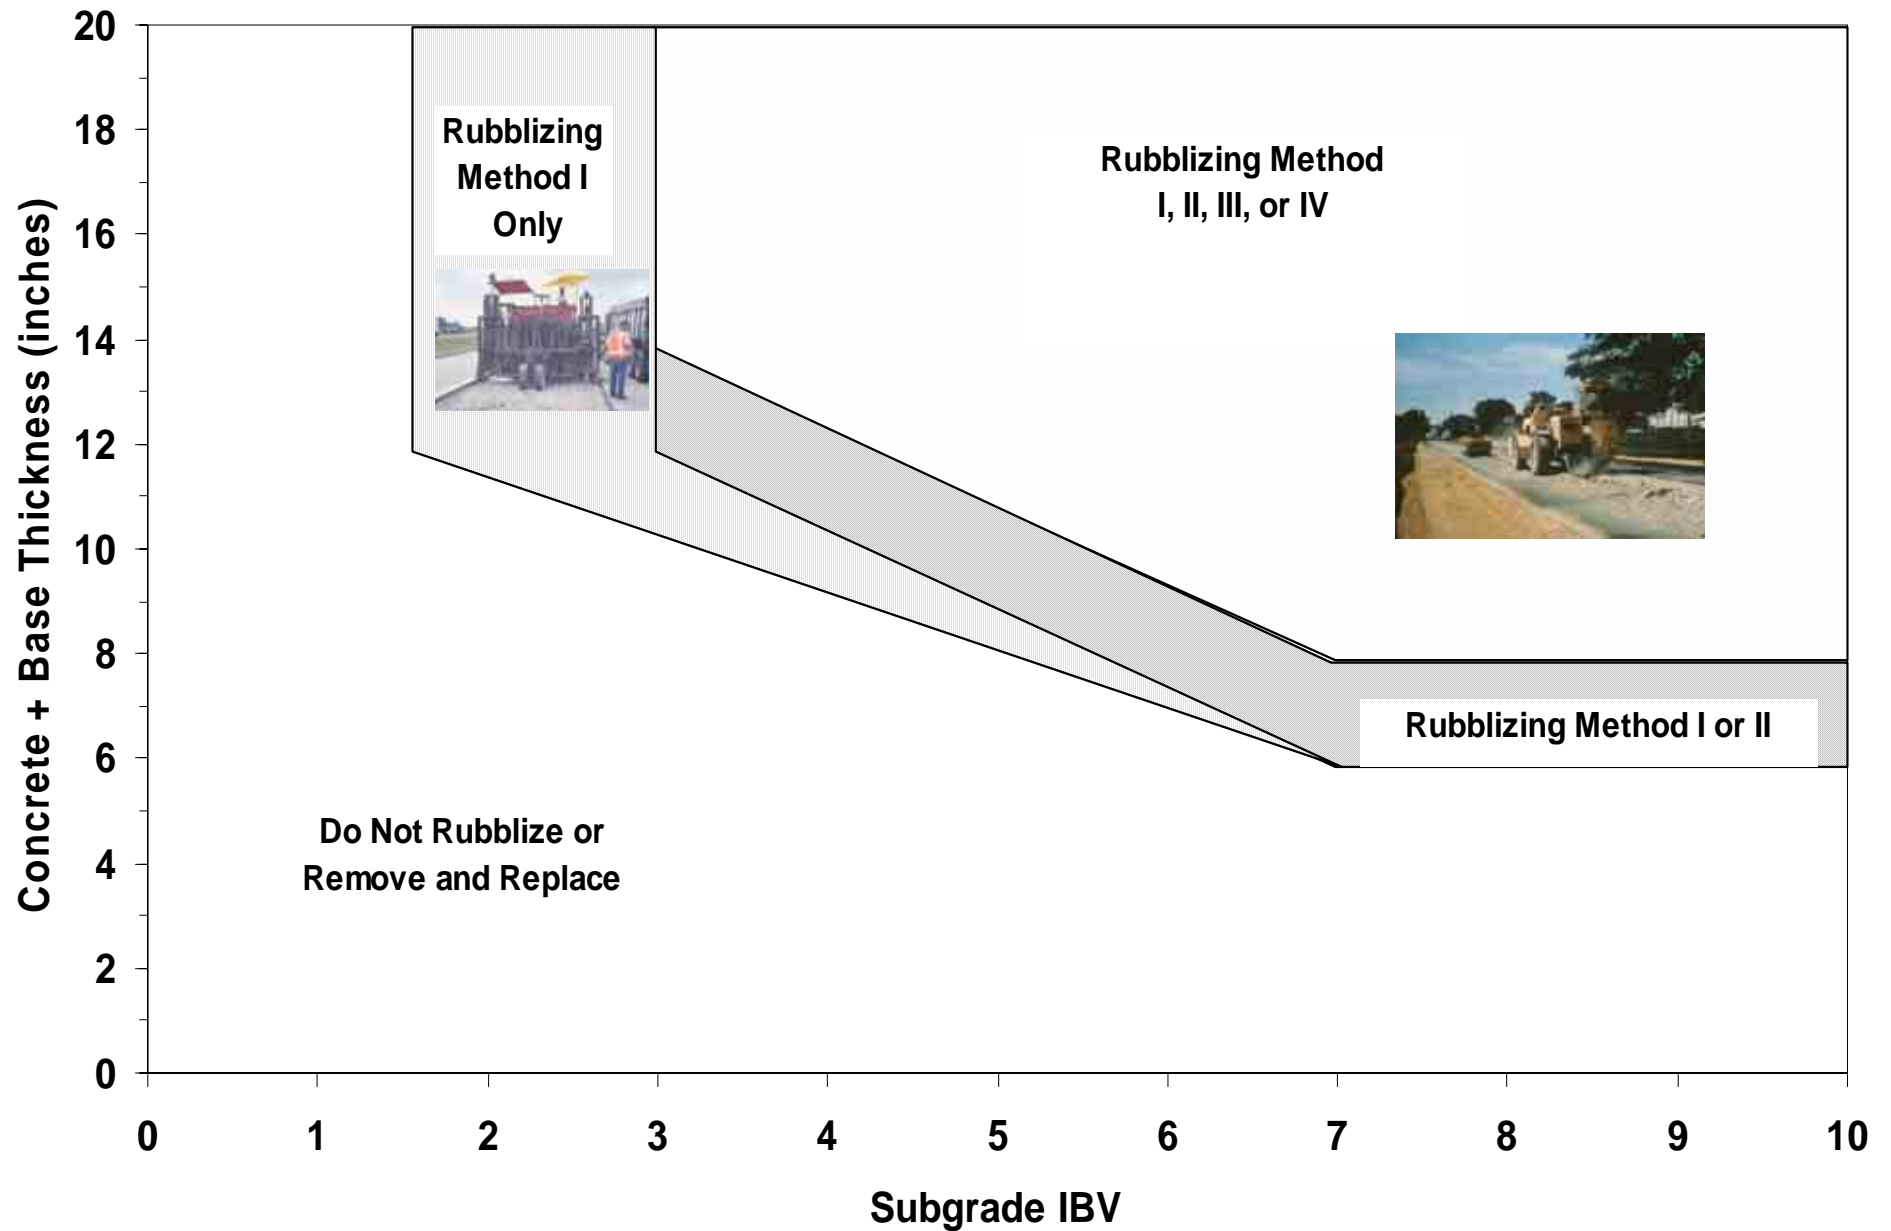 20
18
16
14
12
10
8
6
4
2
0
Concrete + Base Thickness (inches)
Rubblizing
Method I
Only
Rubblizing Method
I, II, III, or IV
Rubblizing Method I or II
Do Not Rubblize or
Remove and Replace
0 1 2 3 4 5 6 7 8 9 10
Subgrade IBV